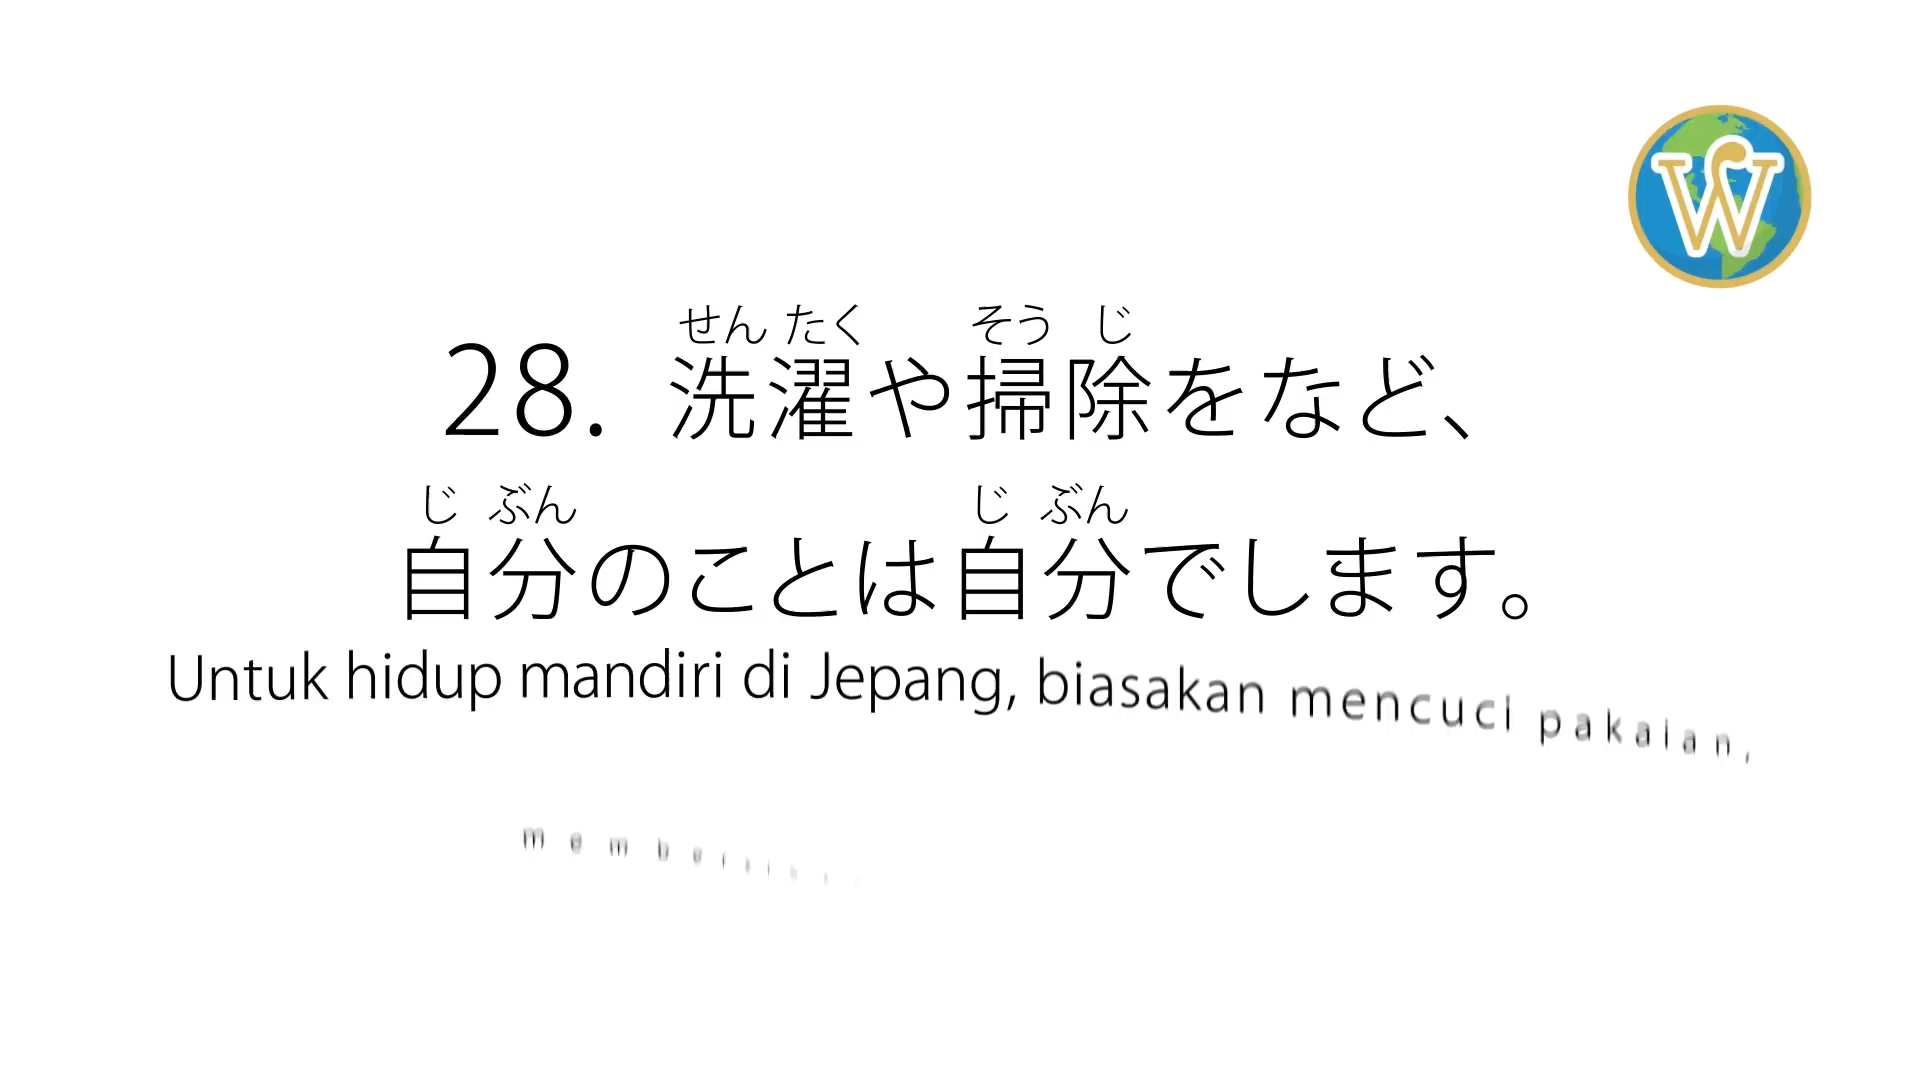 せんたく そうじ
28. 洗濯や掃除をなど、
じぶん じぶん
自分のことは自分でします。
Untuk hidup mandiri di Jepang, biasakan mencuci pakaian,
W